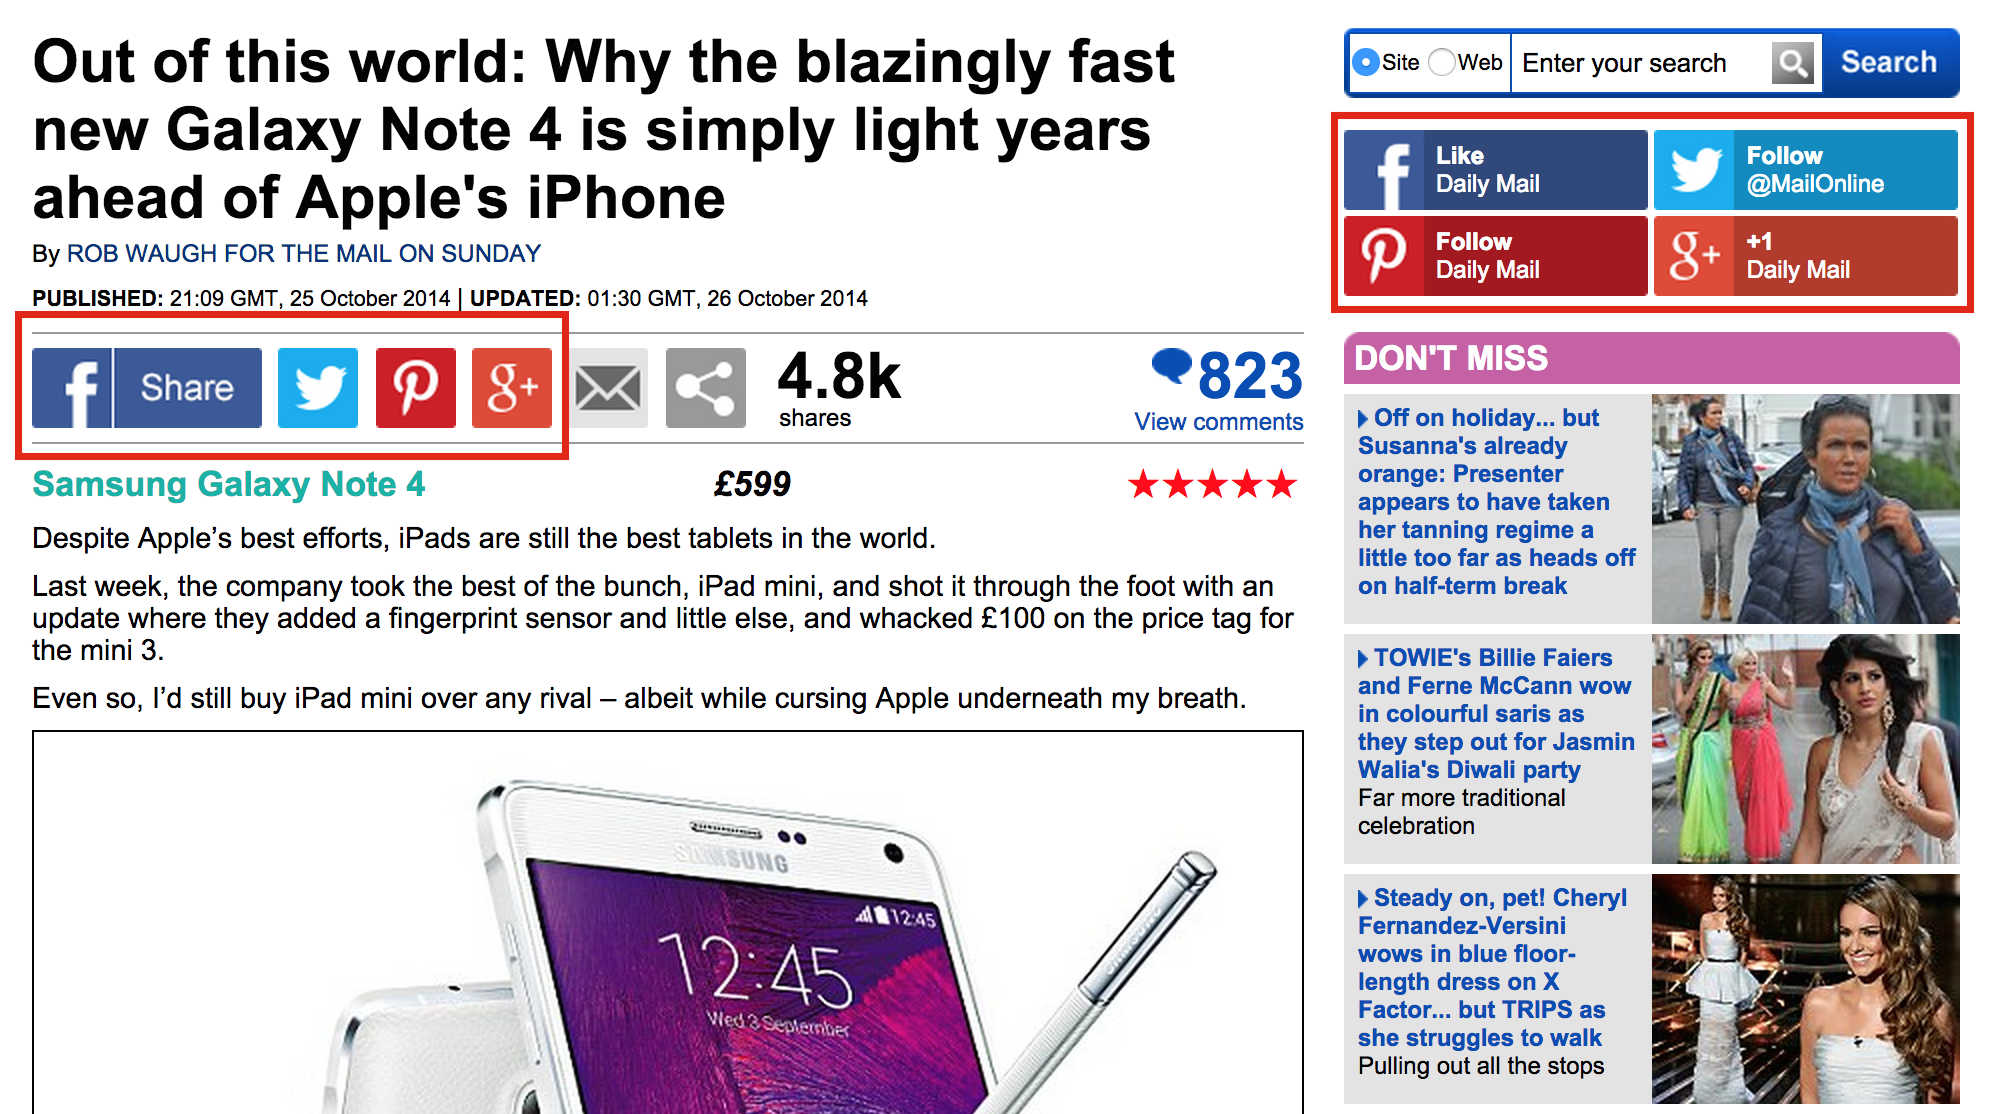 Out of this world: Why the blazingly fast
new Galaxy Note 4 is simply light years
ahead of Apple's iPhone
By ROB WAUGH FOR THE MAIL ON SUNDAY
PUBLISHED: 21:09 GMT, 25 October 2014 | UPDATED: 01:30 GMT, 26 October 2014
f Share
g+
4.8k
shares
823
View comments
Samsung Galaxy Note 4 £599 ★★★★★
Despite Apple’s best efforts, iPads are still the best tablets in the world.
Last week, the company took the best of the bunch, iPad mini, and shot it through the foot with an
update where they added a fingerprint sensor and little else, and whacked £100 on the price tag for
the mini 3.
Even so, I’d still buy iPad mini over any rival – albeit while cursing Apple underneath my breath.
SAMSUNG
12:45
12:45
Wed 3 September
SAMSUNG
Site Web Enter your search Search
f Like
Daily Mail
Follow
@MailOnline
Follow
Daily Mail
g+ +1
Daily Mail
DON'T MISS
Off on holiday... but
Susanna's already
orange: Presenter
appears to have taken
her tanning regime a
little too far as heads off
on half-term break
TOWIE's Billie Faiers
and Ferne McCann wow
in colourful saris as
they step out for Jasmin
Walia's Diwali party
Far more traditional
celebration
Steady on, pet! Cheryl
Fernandez-Versini
wows in blue floor-
length dress on X
Factor... but TRIPS as
she struggles to walk
Pulling out all the stops